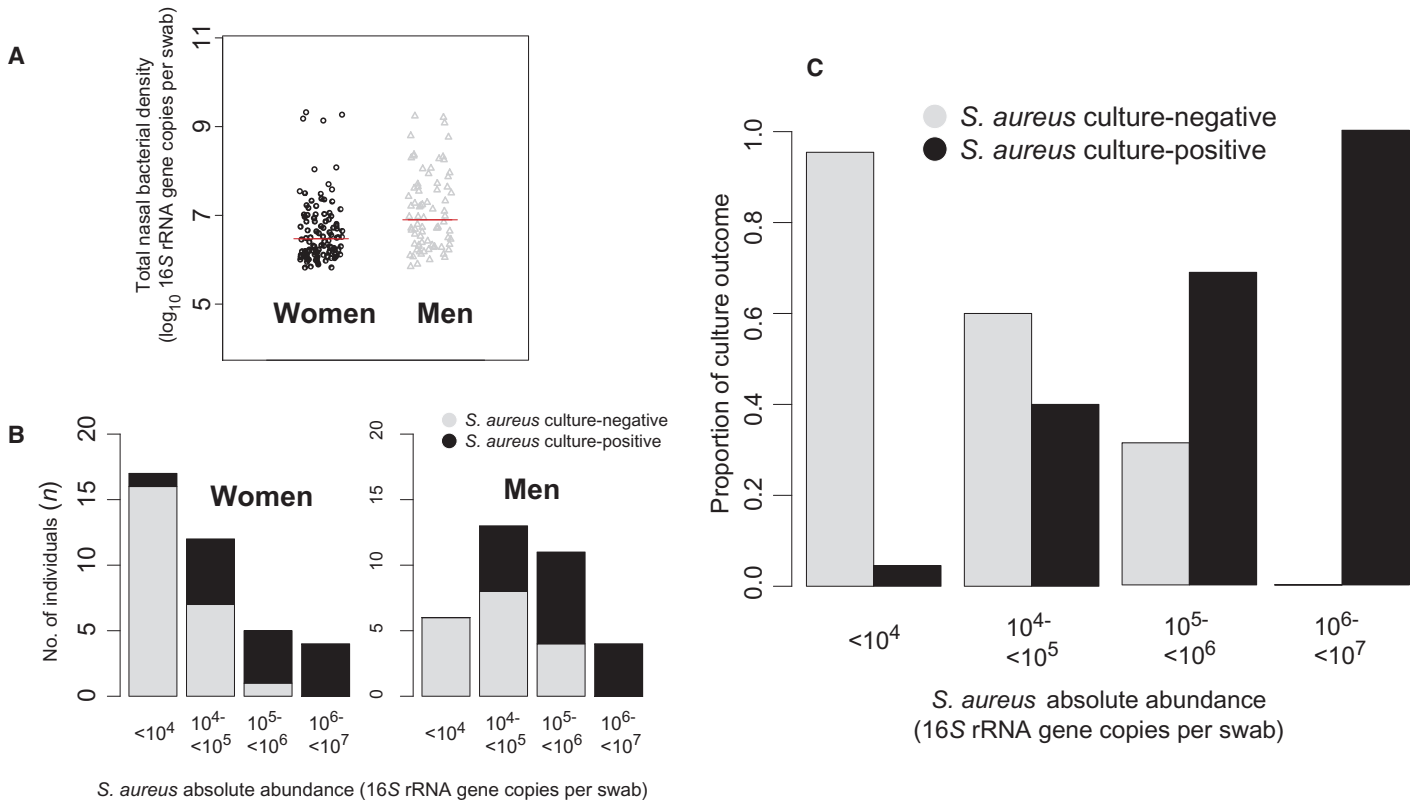 A
Total nasal bacterial density
(log10 16S rRNA gene copies per swab)
11
9
7
5
Women Men
B
No. of individuals (n)
20
15
10
5
0
Women
<10^4
10^4-
<10^5
10^5-
<10^6
10^6-
<10^7
S. aureus culture-negative
S. aureus culture-positive
20
15
10
5
0
Men
<10^4
10^4-
<10^5
10^5-
<10^6
10^6-
<10^7
S. aureus absolute abundance (16S rRNA gene copies per swab)
C
S. aureus culture-negative
S. aureus culture-positive
Proportion of culture outcome
1.0
0.8
0.6
0.4
0.2
0.0
<10^4
10^4-
<10^5
10^5-
<10^6
10^6-
<10^7
S. aureus absolute abundance
(16S rRNA gene copies per swab)